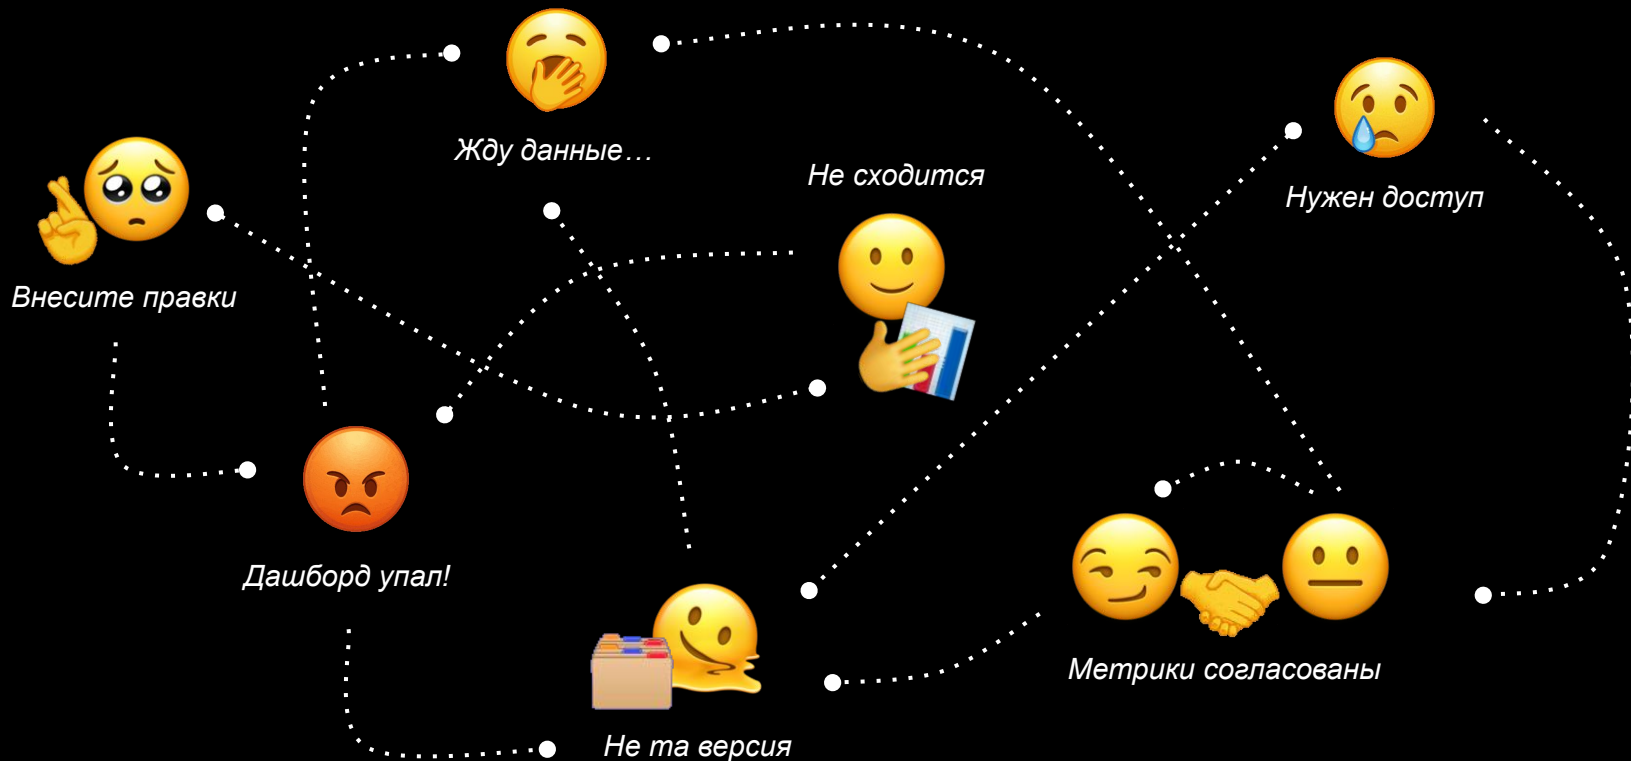 Жду данные…
Не сходится
Нужен доступ
Внесите правки
Дашборд упал!
Метрики согласованы
Не та версия